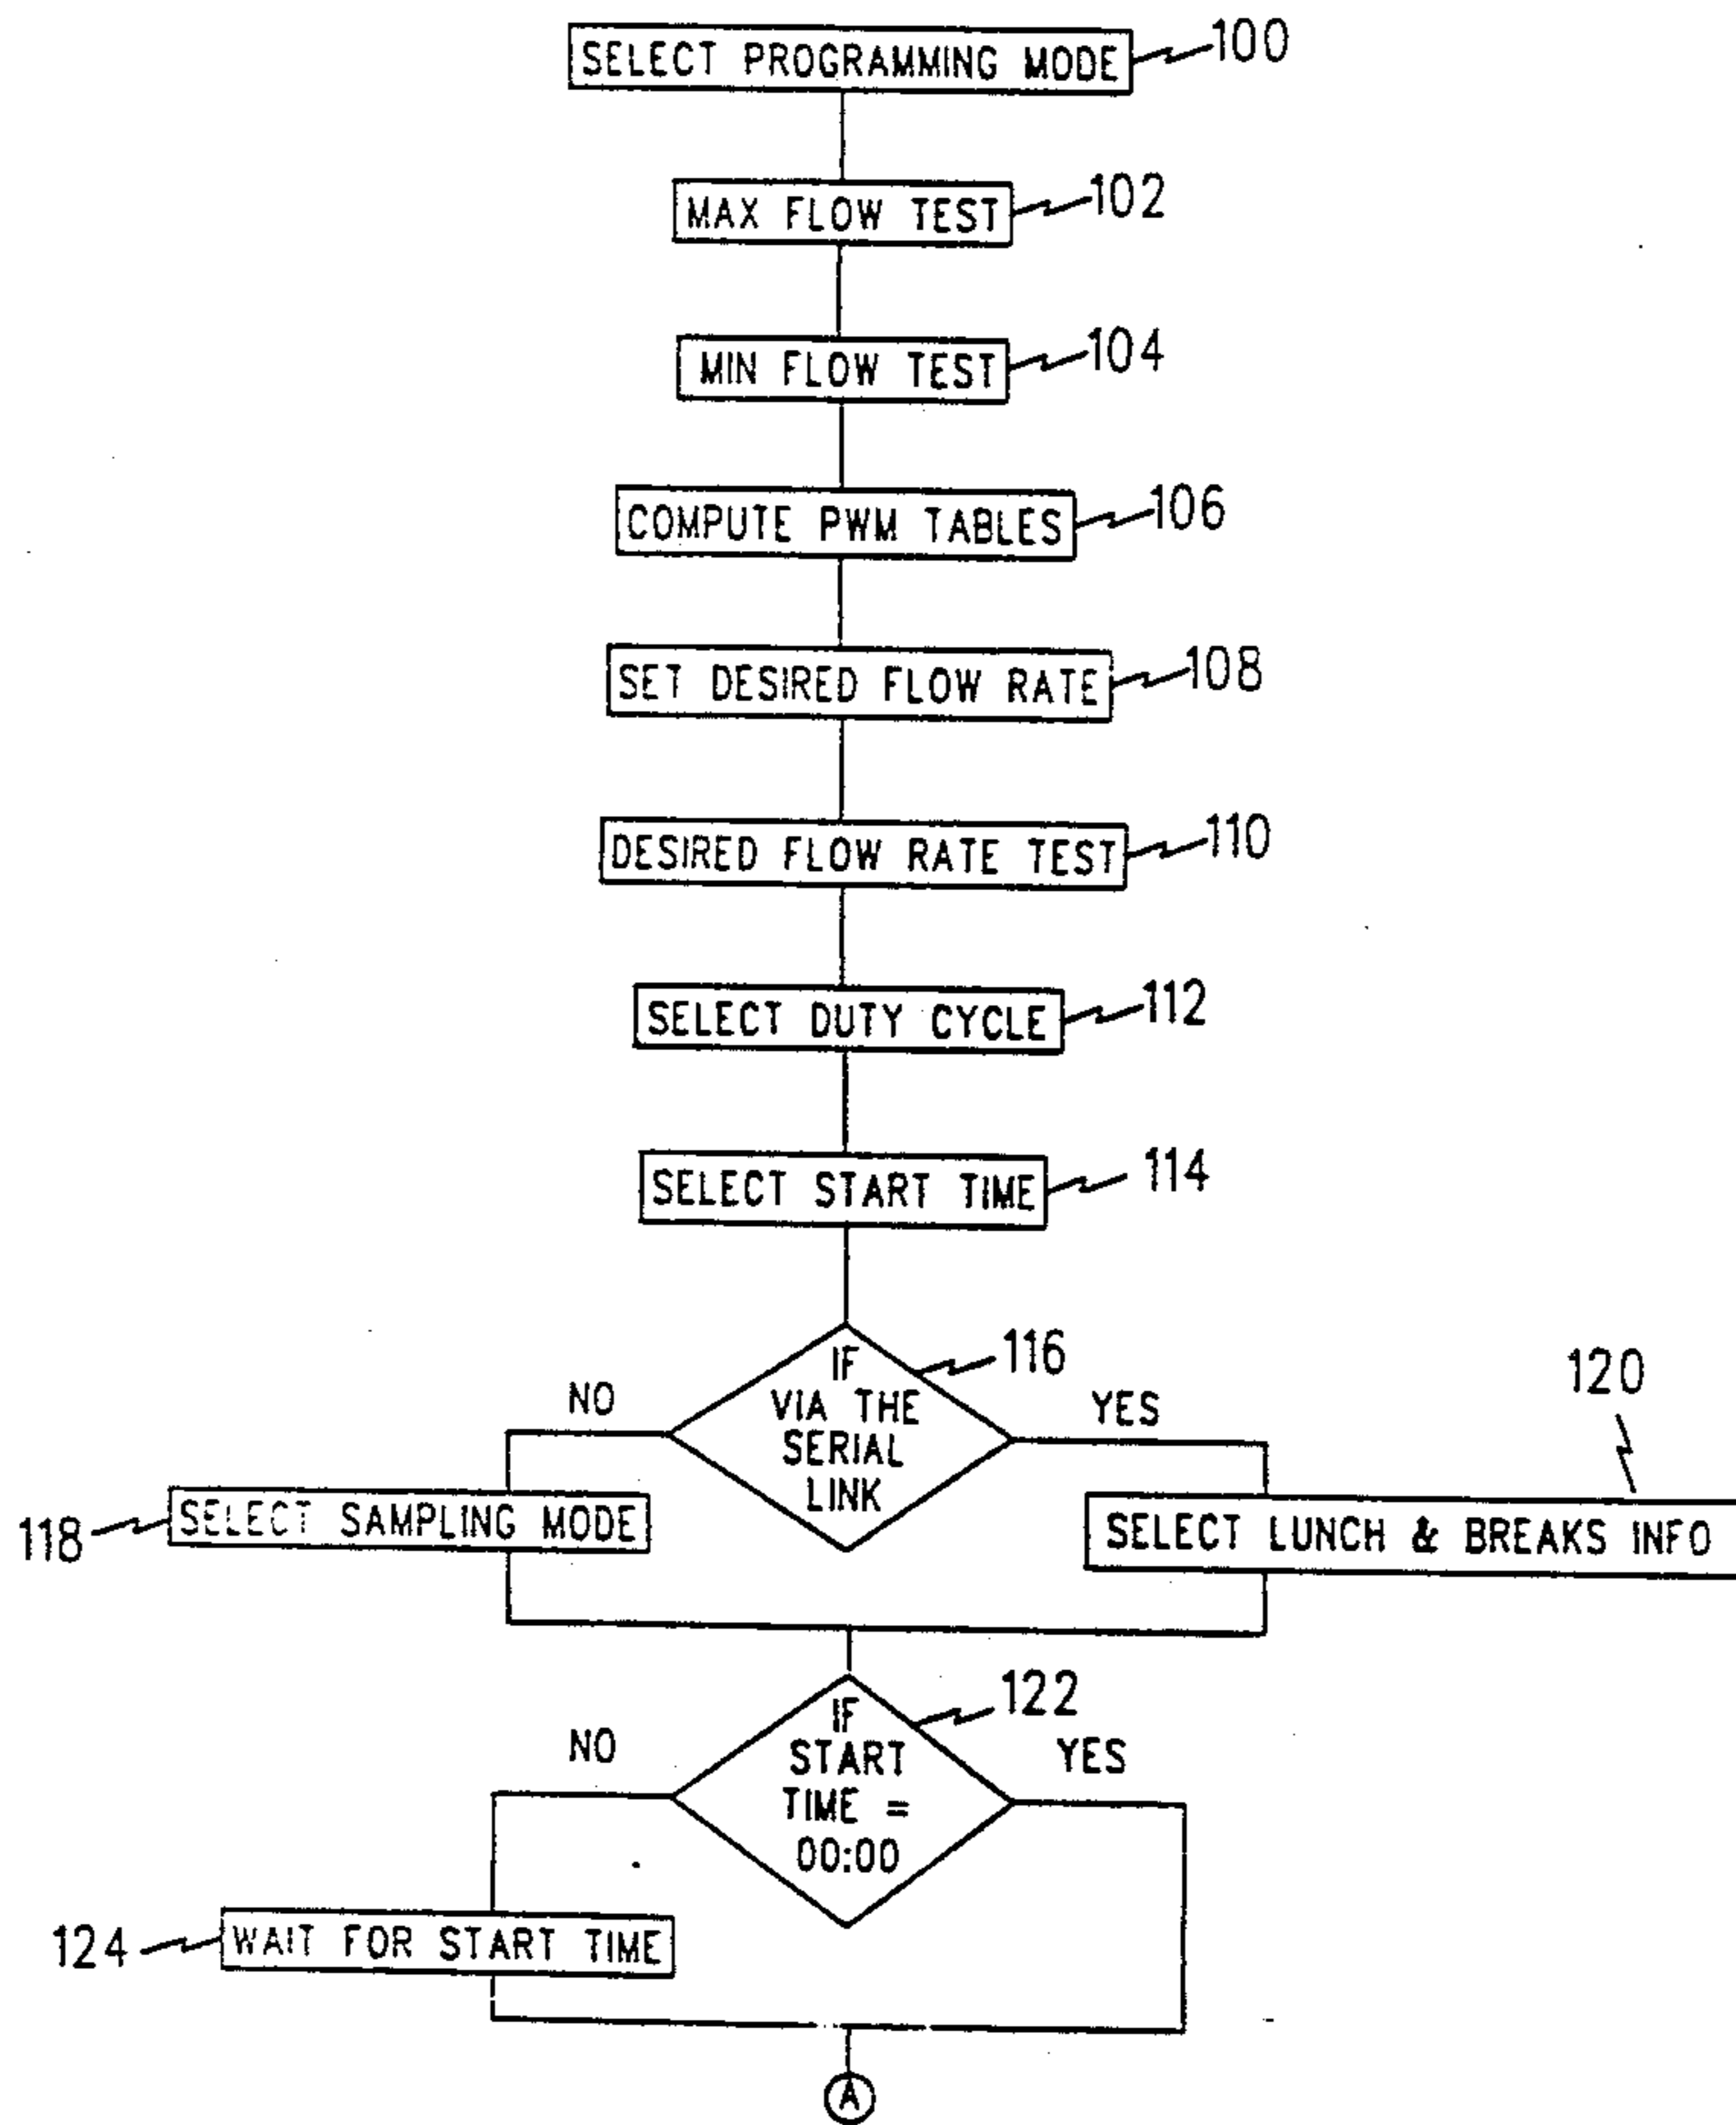 SELECT PROGRAMMING MODE
100
MAX FLOW TEST
102
MIN FLOW TEST
104
COMPUTE PWM TABLES
106
SET DESIRED FLOW RATE
108
DESIRED FLOW RATE TEST
110
SELECT DUTY CYCLE
112
SELECT START TIME
114
IF
VIA THE
SERIAL
LINK
116
NO
YES
120
118
SELECT SAMPLING MODE
SELECT LUNCH & BREAKS INFO
IF
START
TIME =
00:00
122
NO
YES
124
WAIT FOR START TIME
A